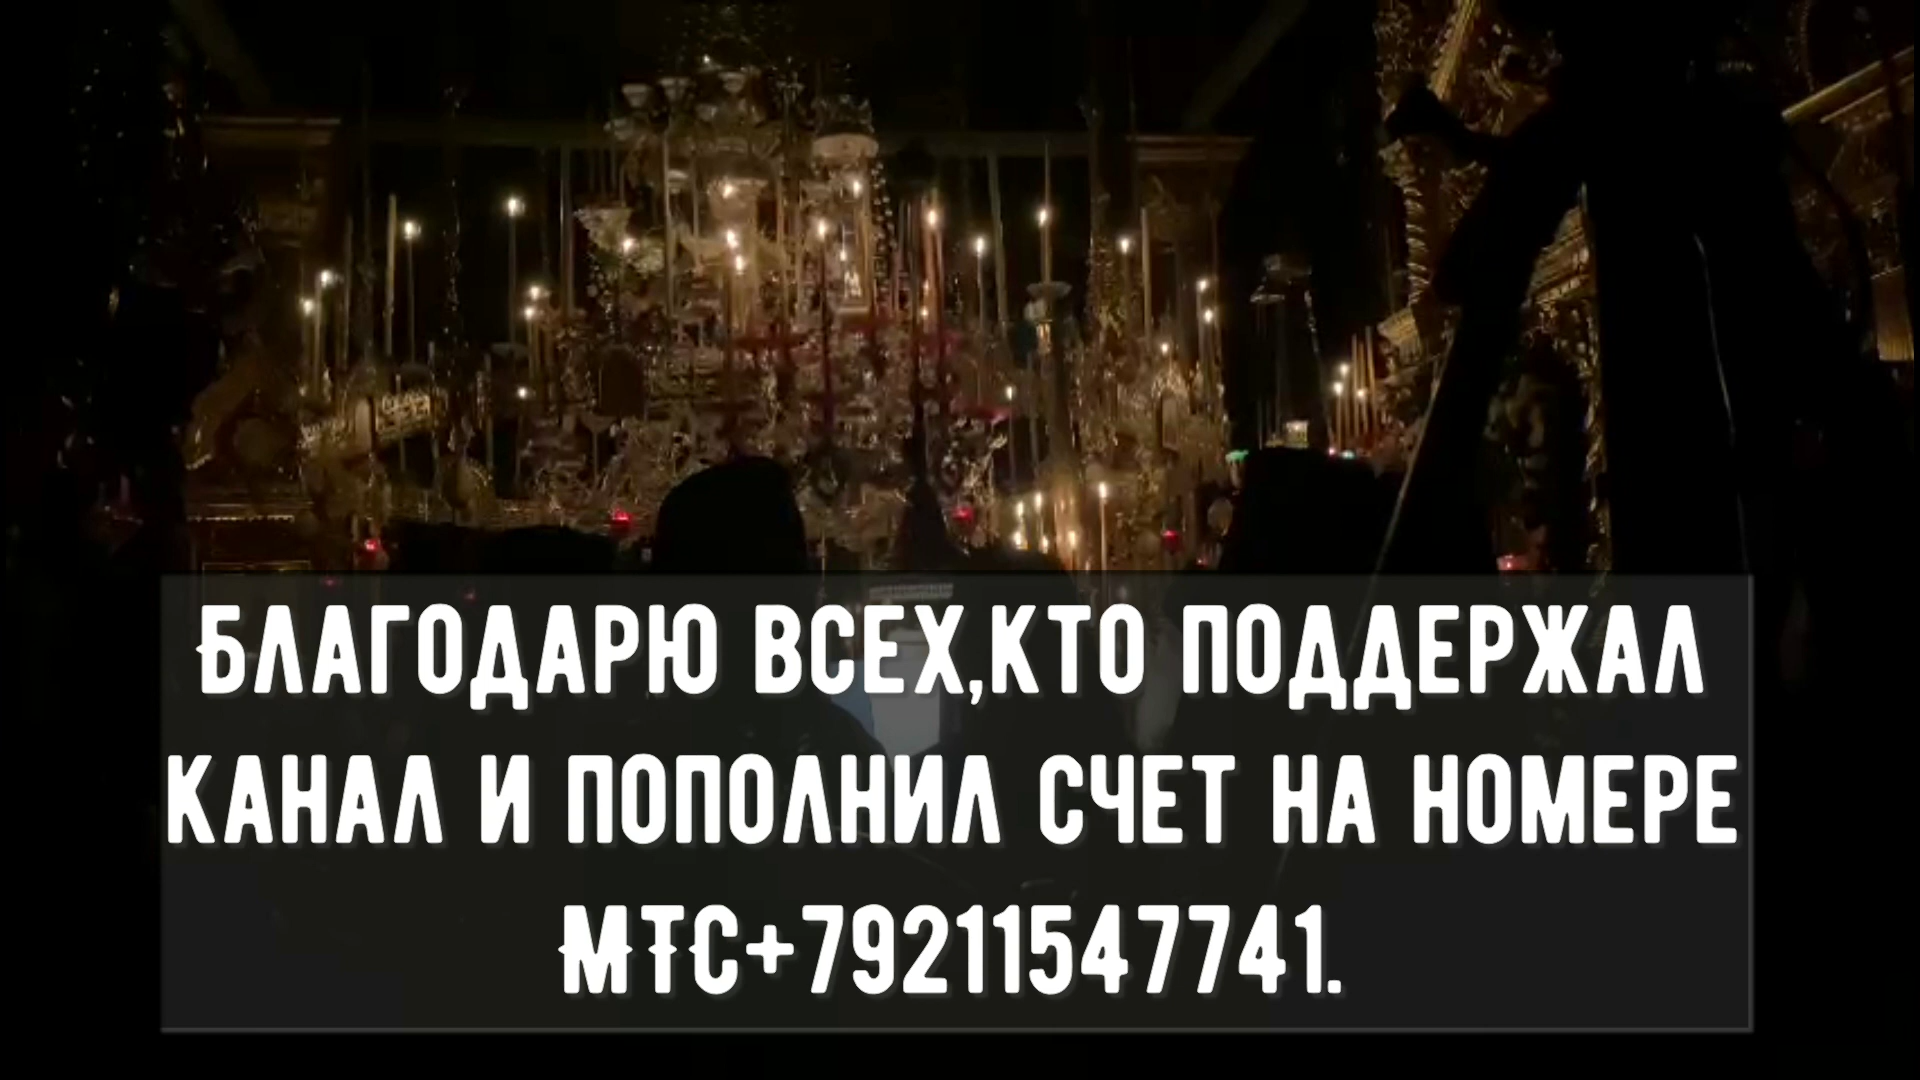 Благодарю всех,кто поддержал
канал и пополнил счет на номере
МТС+79211547741.